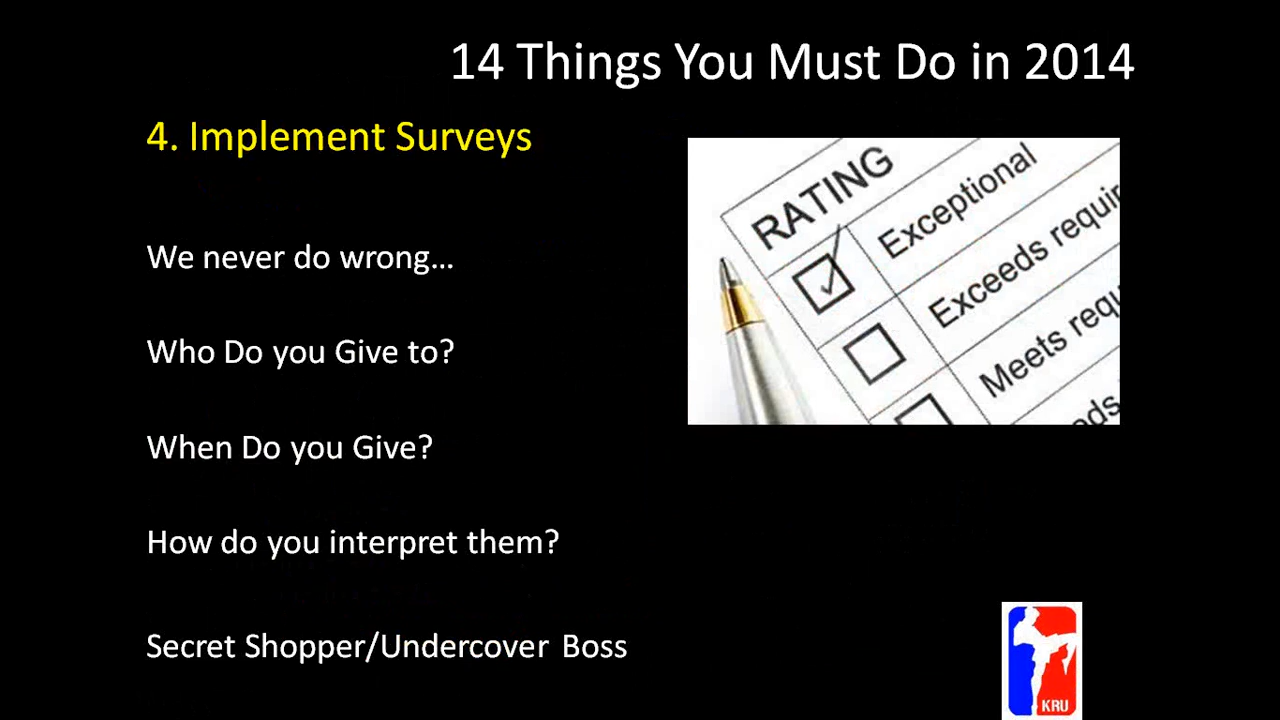 14 Things You Must Do in 2014
4. Implement Surveys
We never do wrong...
Who Do you Give to?
When Do you Give?
How do you interpret them?
Secret Shopper/Undercover Boss
RATING
Exceptional
Exceeds requir
Meets requ
eds
KRU